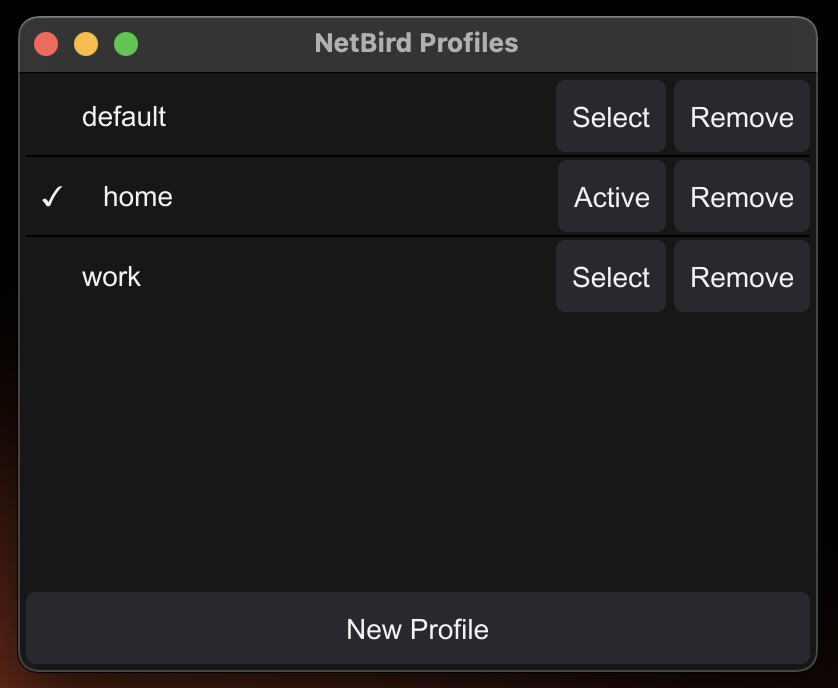 NetBird Profiles
default Select Remove
✓ home Active Remove
work Select Remove
New Profile